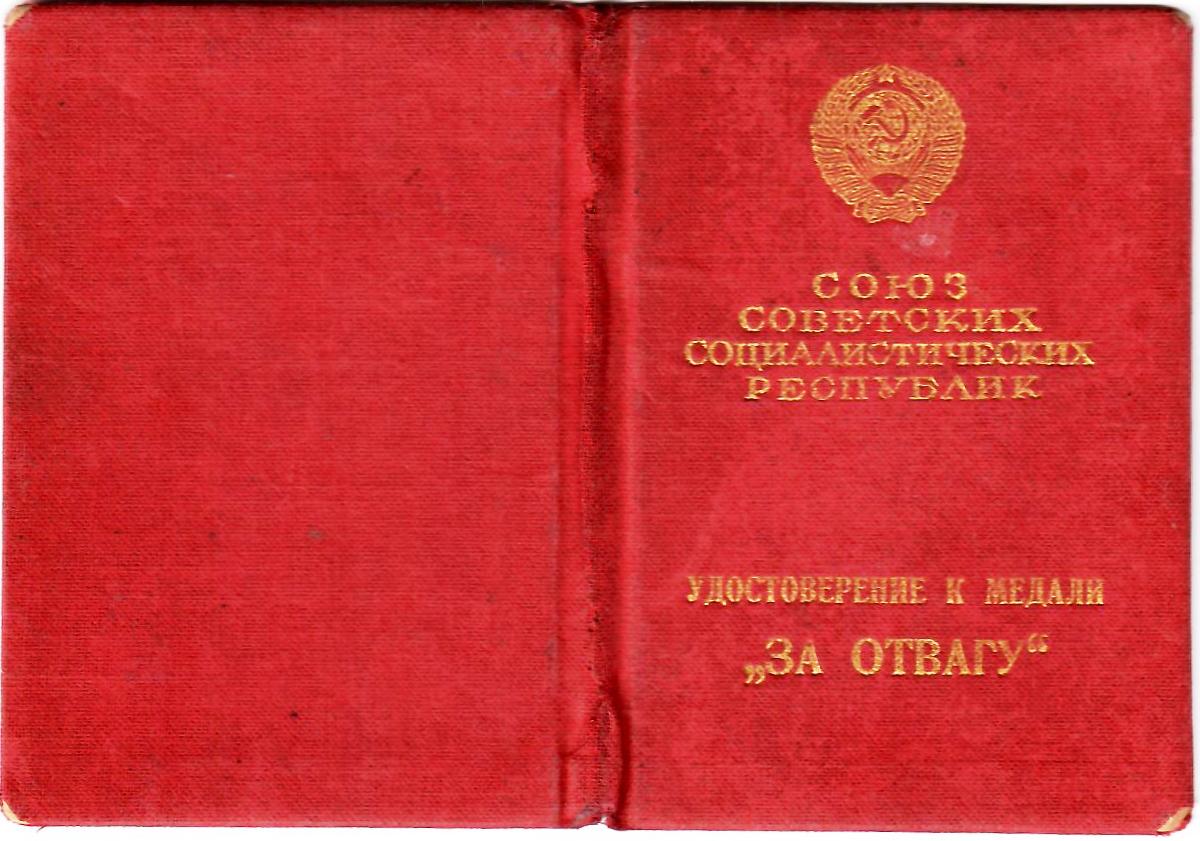 СОЮЗ
СОВЕТСКИХ
СОЦИАЛИСТИЧЕСКИХ
РЕСПУБЛИК
УДОСТОВЕРЕНИЕ К МЕДАЛИ
„ЗА ОТВАГУ“